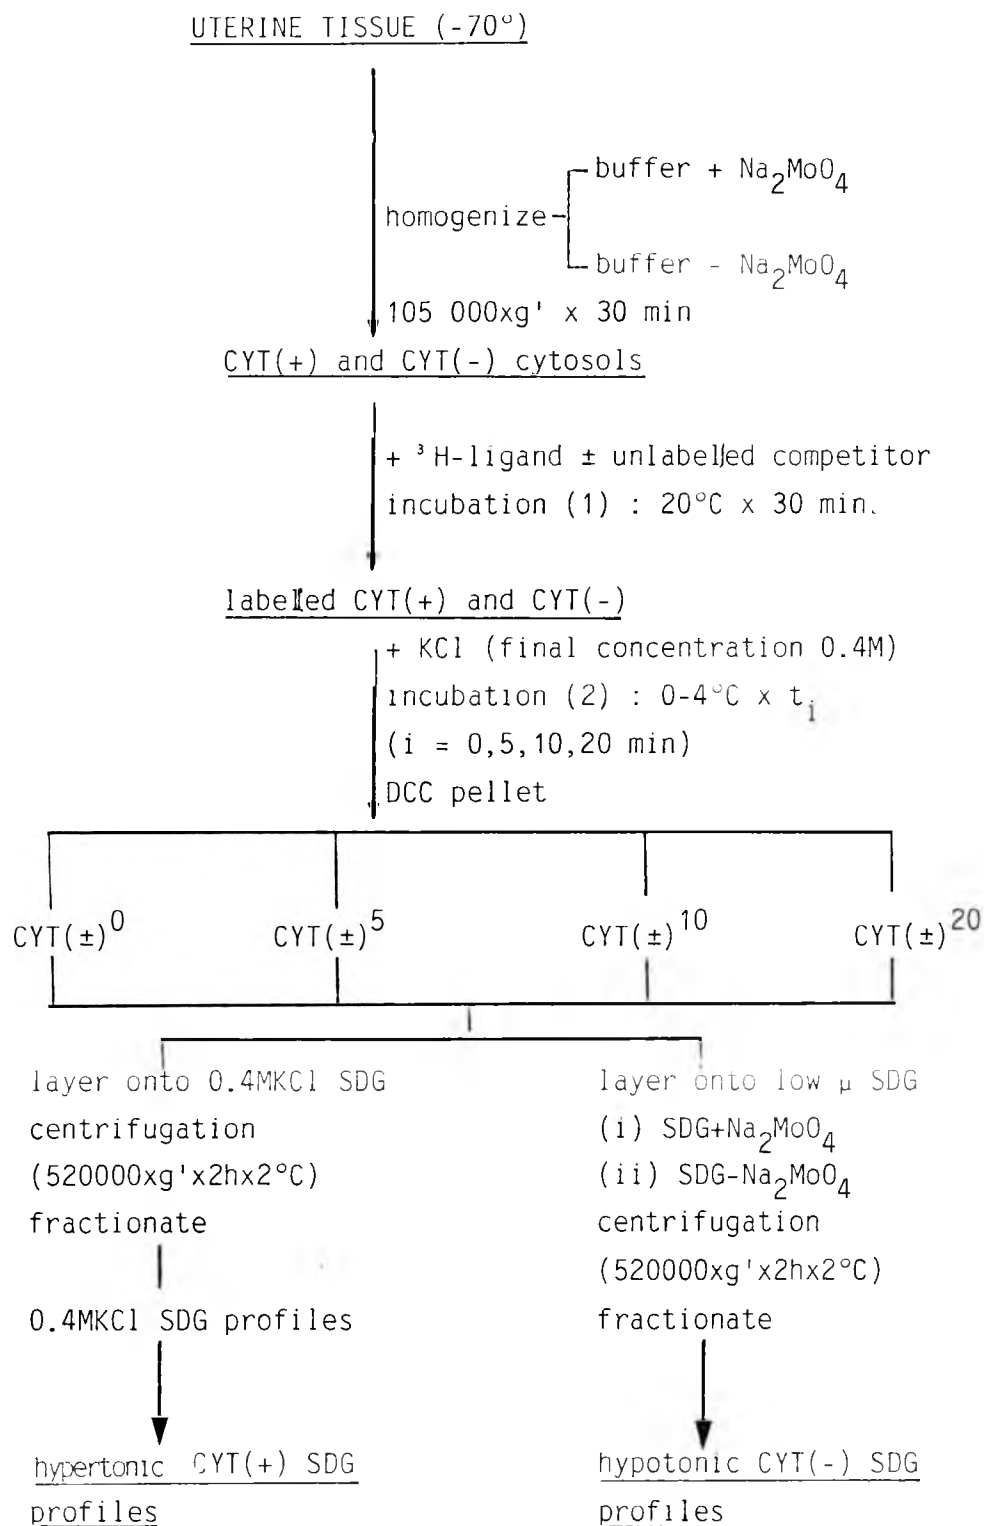 UTERINE TISSUE (-70°)
buffer + Na₂MoO₄
homogenize
buffer - Na₂MoO₄
105 000xg' x 30 min
CYT(+) and CYT(-) cytosols
+ ³H-ligand ± unlabelled competitor
incubation (1) : 20°C x 30 min.
labelled CYT(+) and CYT(-)
+ KCl (final concentration 0.4M)
incubation (2) : 0-4°C x tᵢ
(i = 0,5,10,20 min)
DCC pellet
CYT(±)⁰ CYT(±)⁵ CYT(±)¹⁰ CYT(±)²⁰
layer onto 0.4MKCl SDG
centrifugation
(520000xg'x2hx2°C)
fractionate
0.4MKCl SDG profiles
hypertonic CYT(+) SDG
profiles
layer onto low μ SDG
(i) SDG+Na₂MoO₄
(ii) SDG-Na₂MoO₄
centrifugation
(520000xg'x2hx2°C)
fractionate
hypotonic CYT(-) SDG
profiles